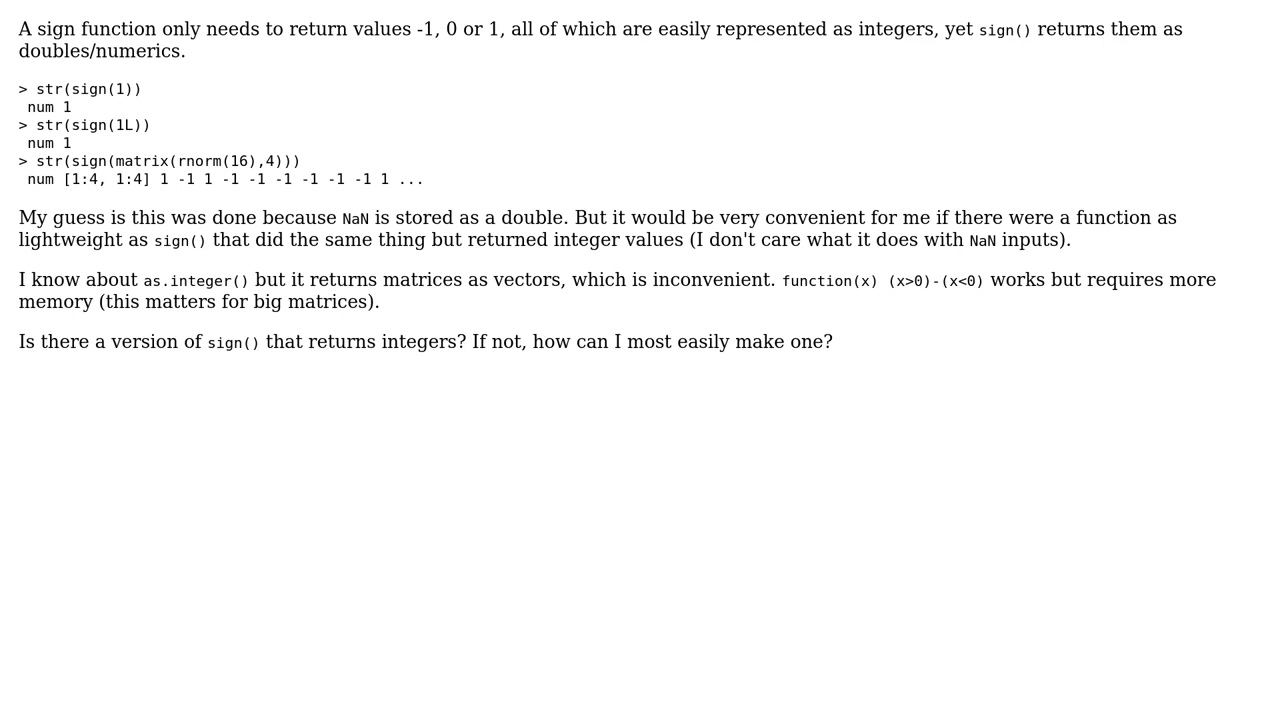 A sign function only needs to return values -1, 0 or 1, all of which are easily represented as integers, yet sign() returns them as
doubles/numerics.
> str(sign(1))
 num 1
> str(sign(1L))
 num 1
> str(sign(matrix(rnorm(16),4)))
 num [1:4, 1:4] 1 -1 1 -1 -1 -1 -1 -1 -1 1 ...
My guess is this was done because NaN is stored as a double. But it would be very convenient for me if there were a function as
lightweight as sign() that did the same thing but returned integer values (I don't care what it does with NaN inputs).
I know about as.integer() but it returns matrices as vectors, which is inconvenient. function(x) (x>0)-(x<0) works but requires more
memory (this matters for big matrices).
Is there a version of sign() that returns integers? If not, how can I most easily make one?